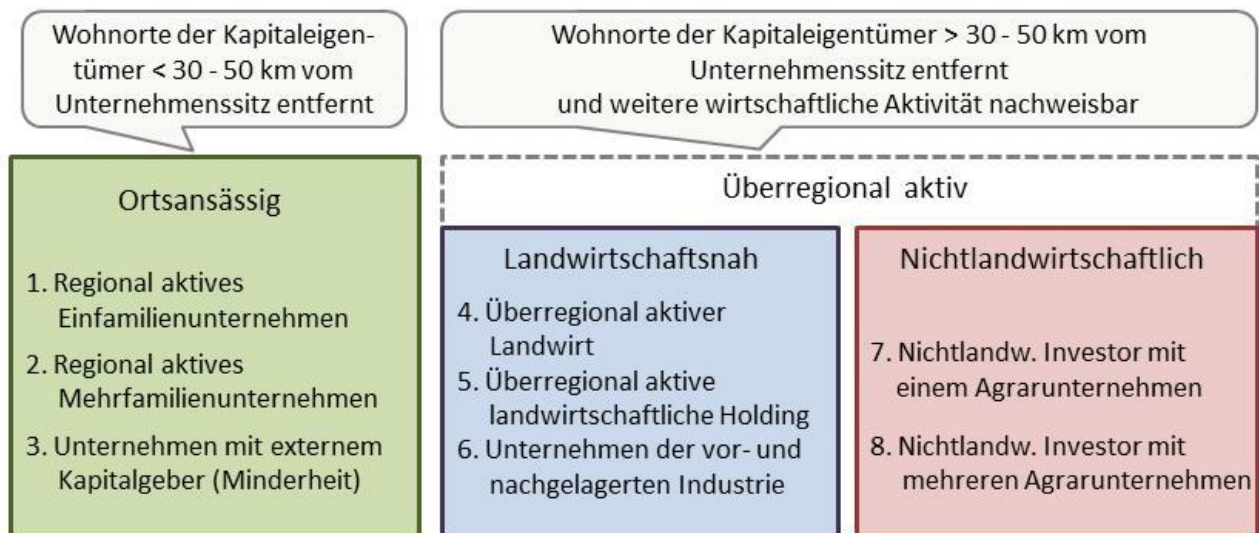 Wohnorte der Kapitaleigen-
tümer < 30 - 50 km vom
Unternehmenssitz entfernt
Wohnorte der Kapitaleigentümer > 30 - 50 km vom
Unternehmenssitz entfernt
und weitere wirtschaftliche Aktivität nachweisbar
Ortsansässig
1. Regional aktives
Einfamilienunternehmen
2. Regional aktives
Mehrfamilienunternehmen
3. Unternehmen mit externem
Kapitalgeber (Minderheit)
Überregional aktiv
Landwirtschaftsnah
4. Überregional aktiver
Landwirt
5. Überregional aktive
landwirtschaftliche Holding
6. Unternehmen der vor- und
nachgelagerten Industrie
Nichtlandwirtschaftlich
7. Nichtlandw. Investor mit
einem Agrarunternehmen
8. Nichtlandw. Investor mit
mehreren Agrarunternehmen